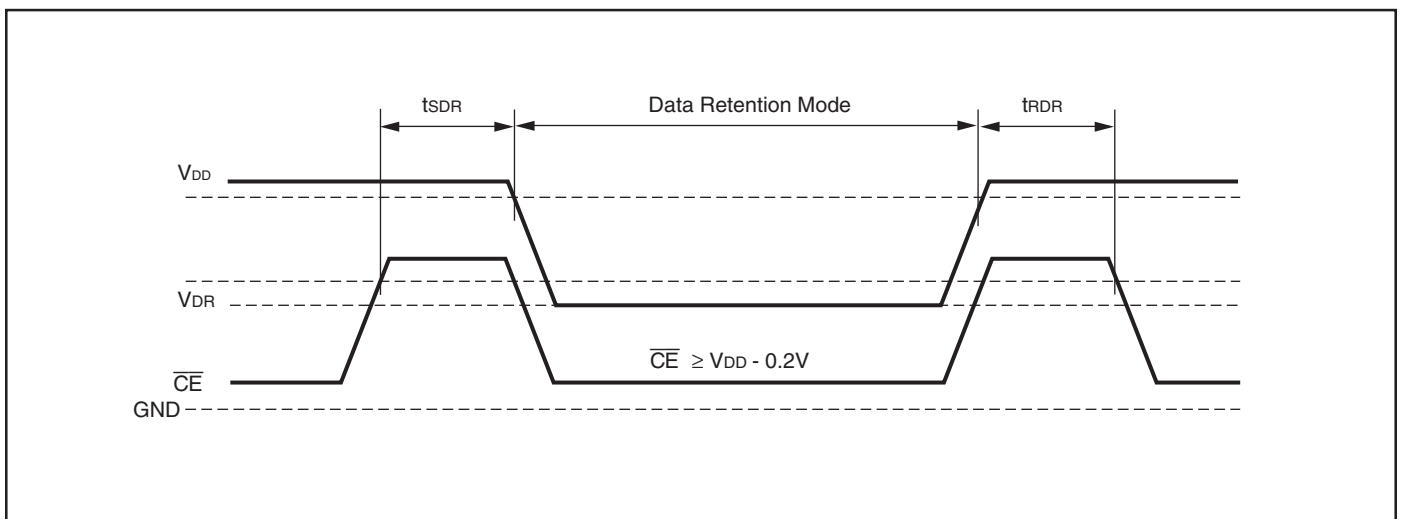 tSDR Data Retention Mode tRDR
VDD
VDR
CE ≥ VDD - 0.2V
CE
GND